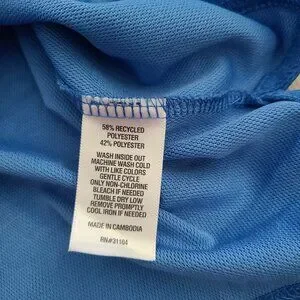 58% RECYCLED
POLYESTER
42% POLYESTER
WASH INSIDE OUT
MACHINE WASH COLD
WITH LIKE COLORS
GENTLE CYCLE
ONLY NON-CHLORINE
BLEACH IF NEEDED
TUMBLE DRY LOW
REMOVE PROMPTLY
COOL IRON IF NEEDED
MADE IN CAMBODIA
RN#31104